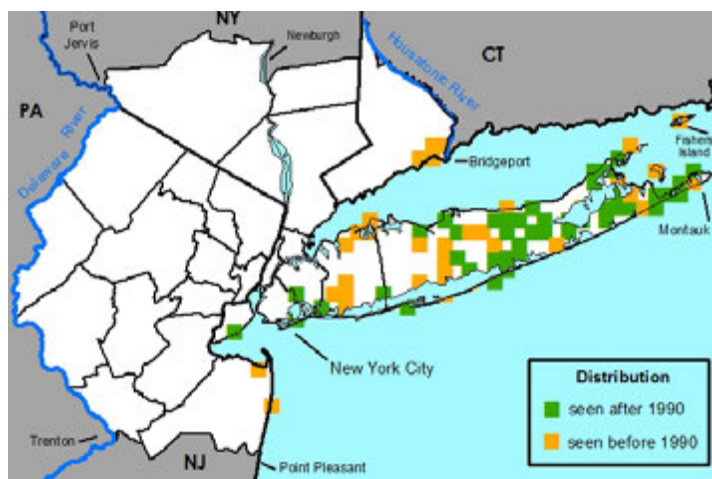 NY
Port
Jervis
Newburgh
Housatonic River
CT
PA
Delaware River
Fishers
Island
Bridgeport
Montauk
New York City
Distribution
seen after 1990
seen before 1990
Trenton
NJ
Point Pleasant